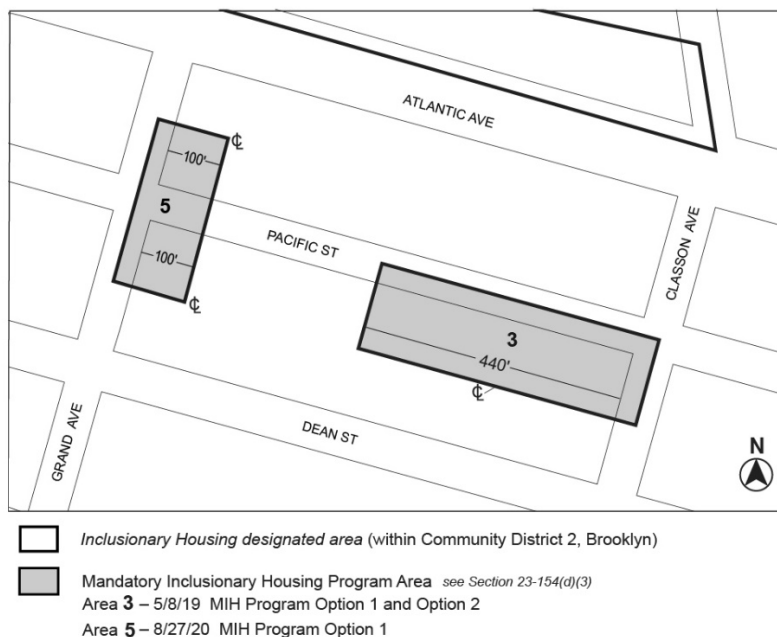 ATLANTIC AVE
100'
5
100'
PACIFIC ST
CLASSON AVE
3
440'
DEAN ST
GRAND AVE
N
℄
℄
℄
Inclusionary Housing designated area (within Community District 2, Brooklyn)
Mandatory Inclusionary Housing Program Area see Section 23-154(d)(3)
Area 3 – 5/8/19 MIH Program Option 1 and Option 2
Area 5 – 8/27/20 MIH Program Option 1